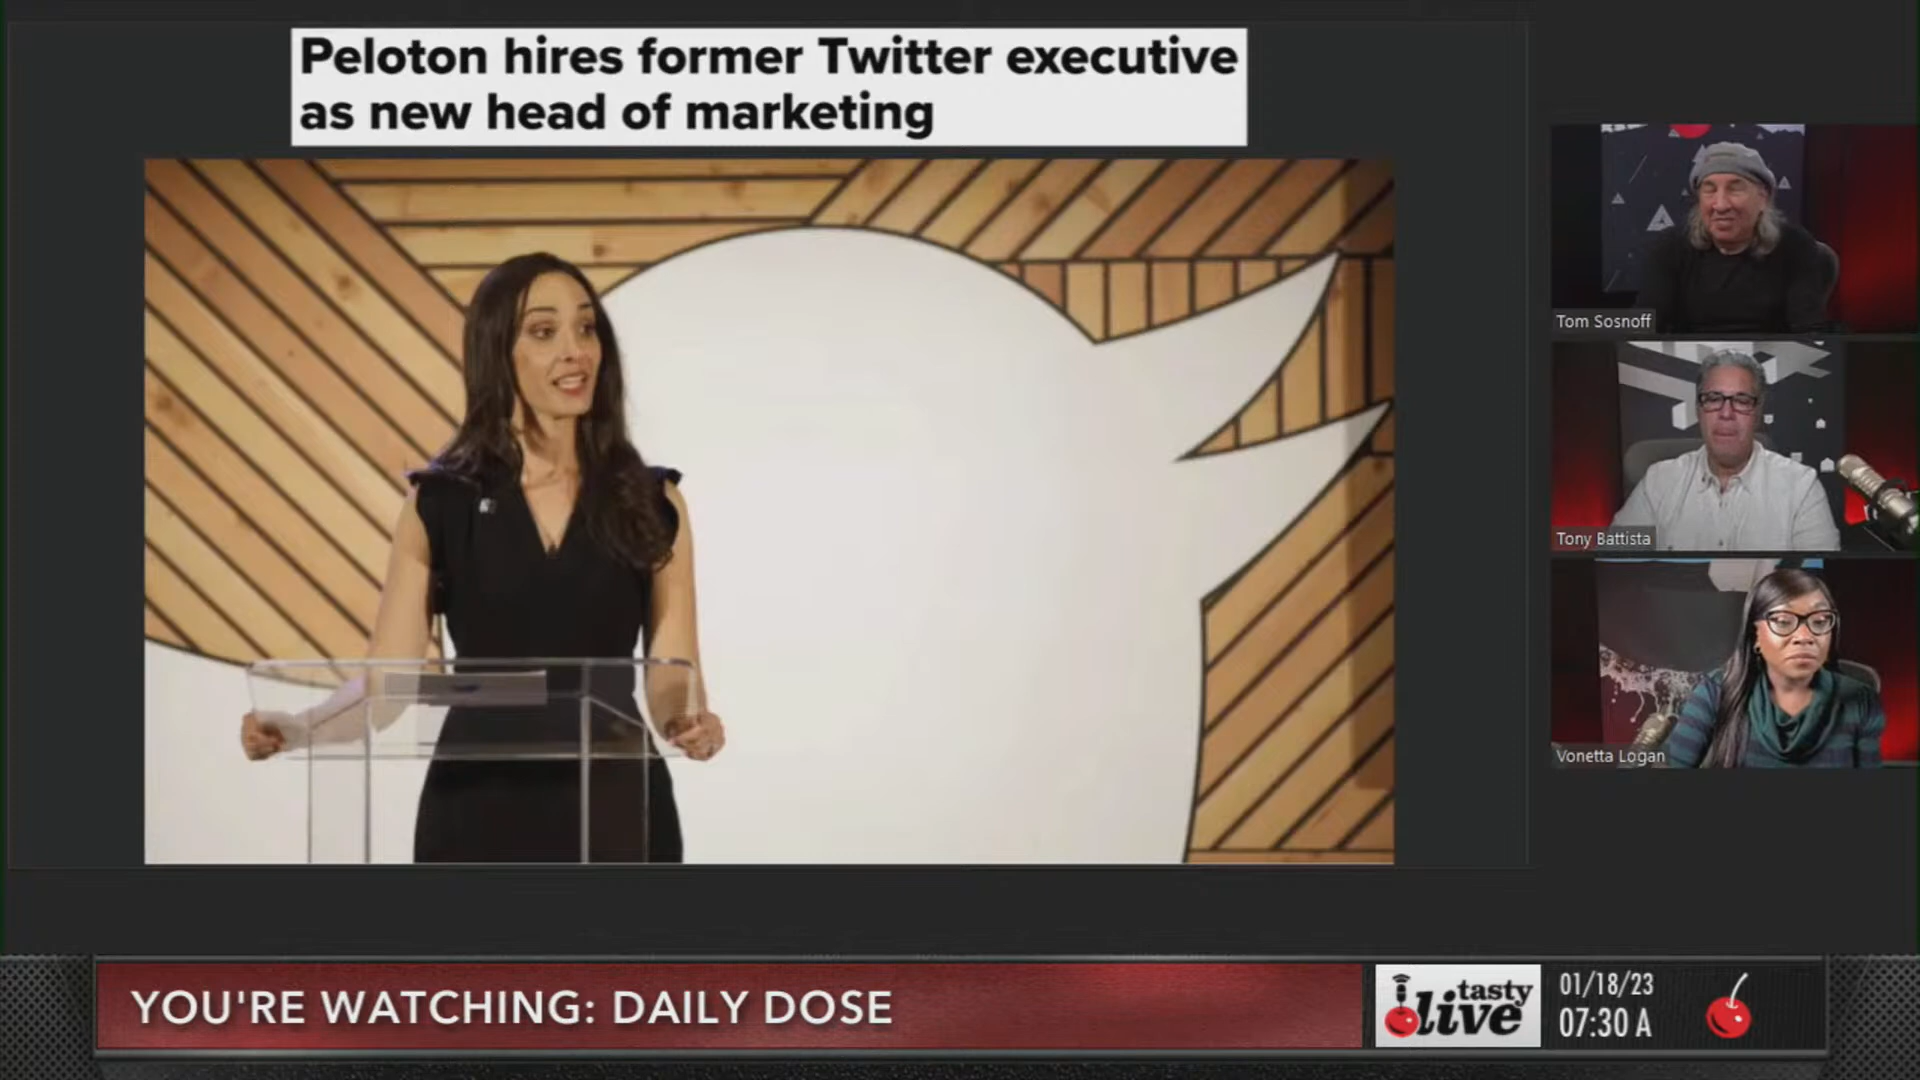 Peloton hires former Twitter executive
as new head of marketing
Tom Sosnoff
Tony Battista
Vonetta Logan
YOU'RE WATCHING: DAILY DOSE
tasty
live
01/18/23
07:30 A